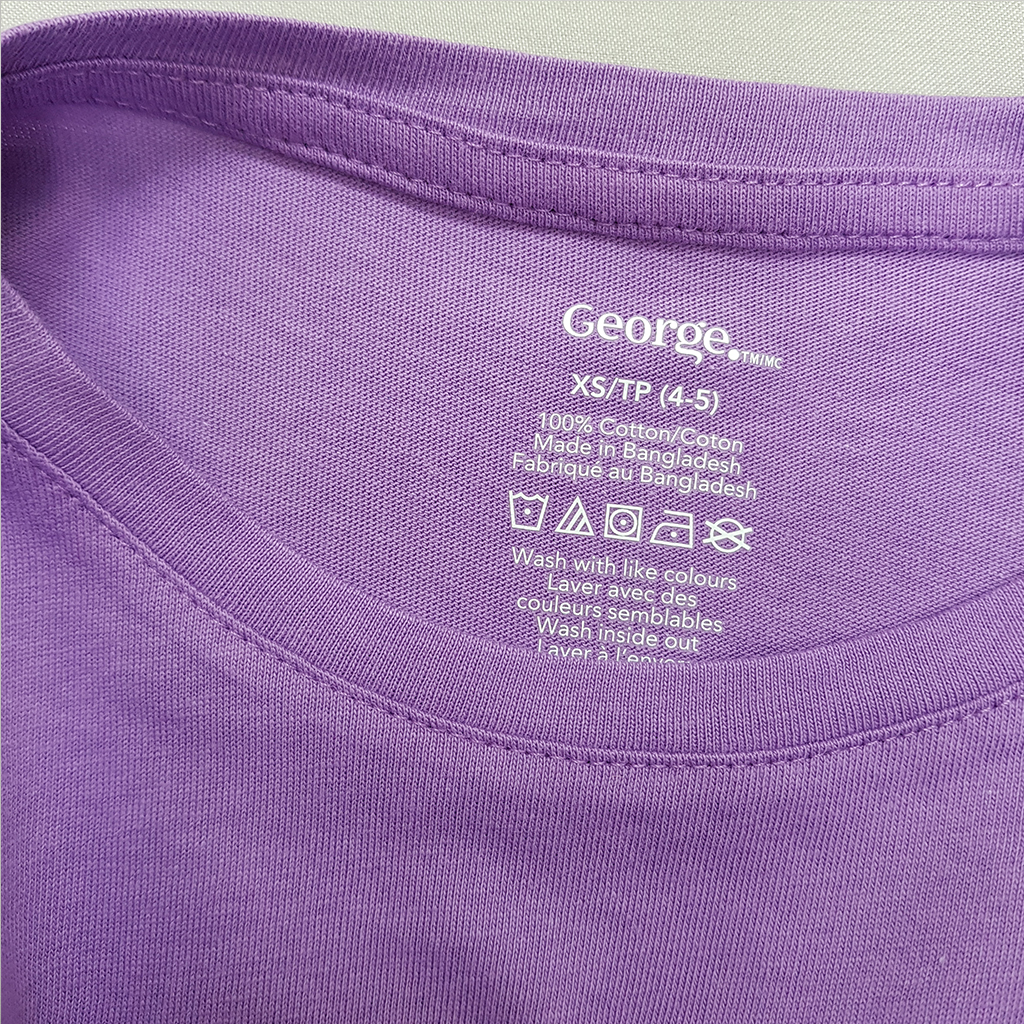 George.TM/MC
XS/TP (4-5)
100% Cotton/Coton
Made in Bangladesh
Fabriqué au Bangladesh
Wash with like colours
Laver avec des
couleurs semblables
Wash inside out
Laver à